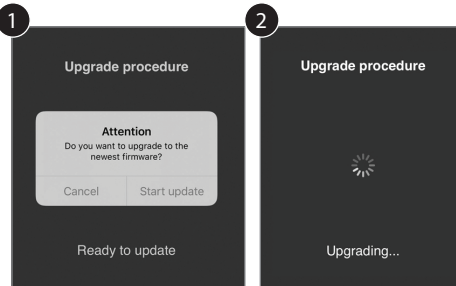 1
Upgrade procedure
Attention
Do you want to upgrade to the
newest firmware?
Cancel
Start update
Ready to update
2
Upgrade procedure
Upgrading...